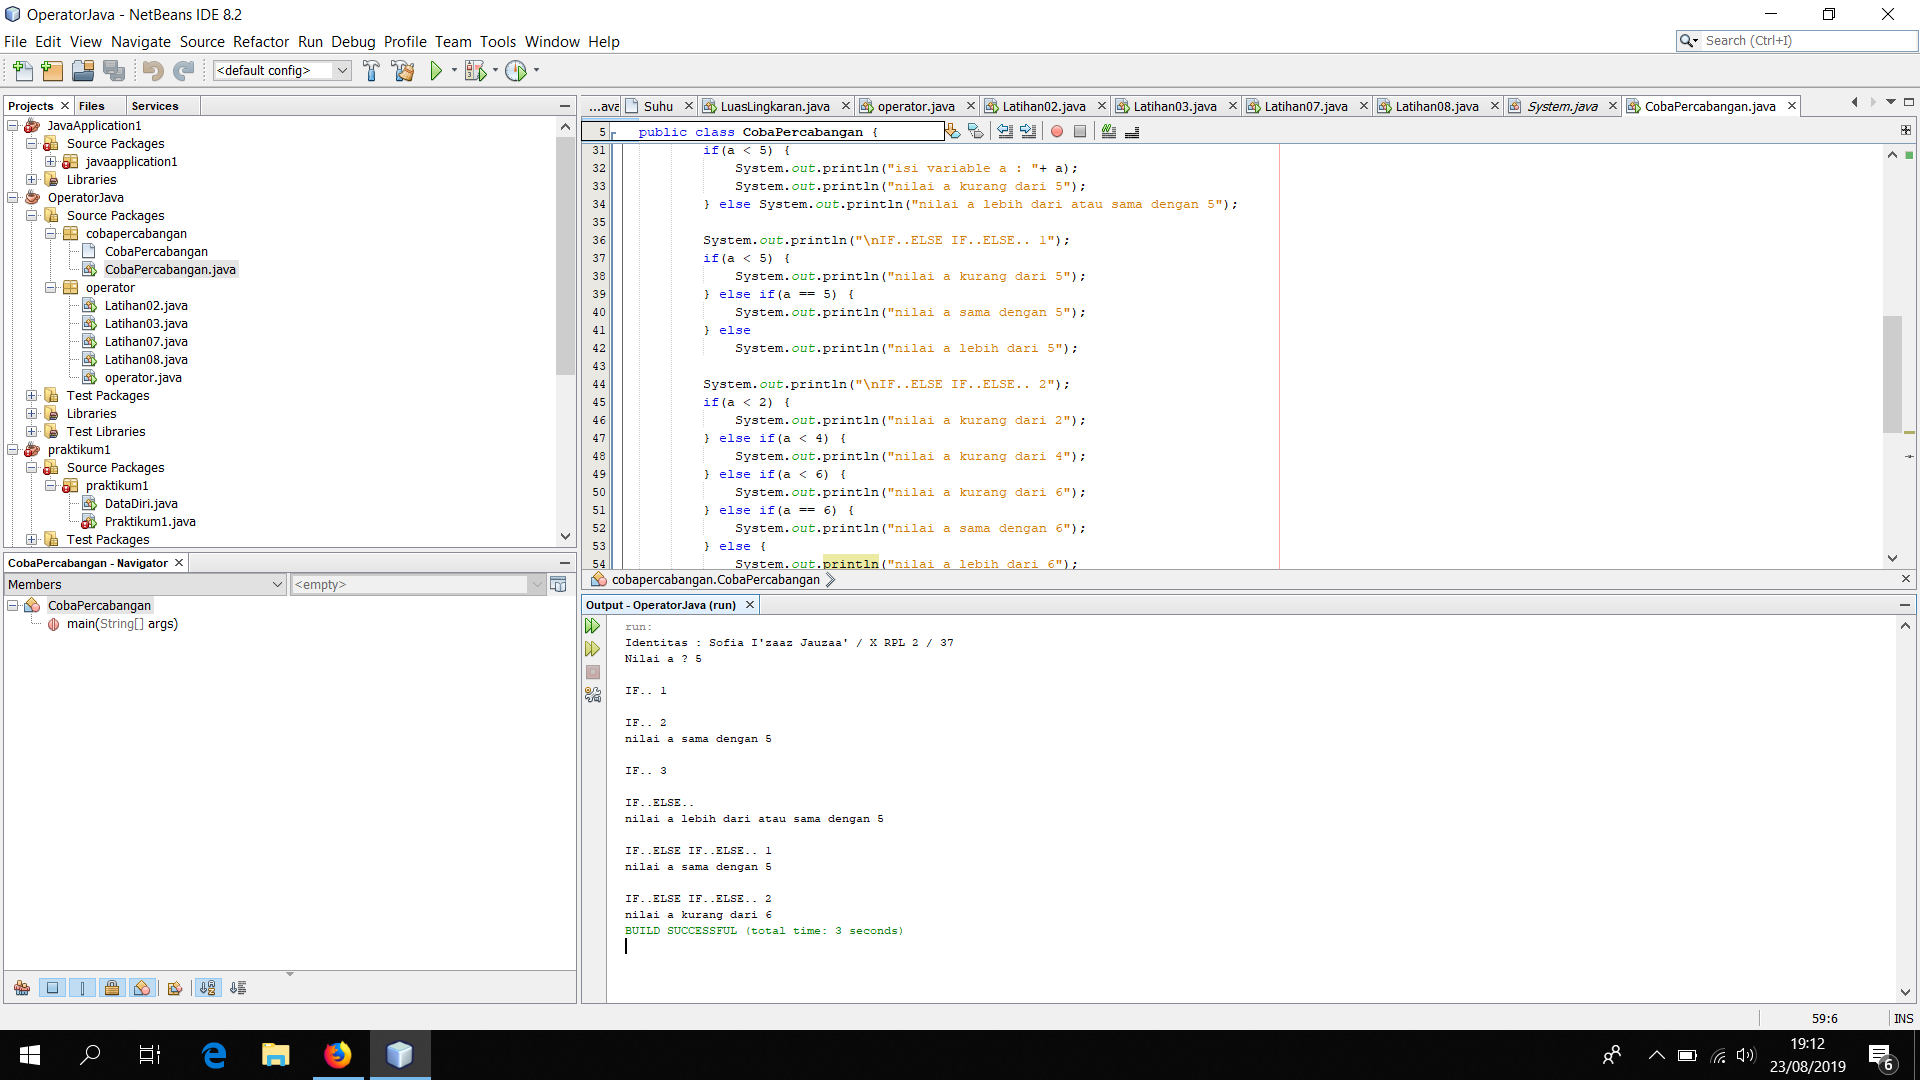 OperatorJava - NetBeans IDE 8.2
File Edit View Navigate Source Refactor Run Debug Profile Team Tools Window Help
Search (Ctrl+I)
<default config>
Projects Files Services
JavaApplication1
Source Packages
javaapplication1
Libraries
OperatorJava
Source Packages
cobapercabangan
CobaPercabangan
CobaPercabangan.java
operator
Latihan02.java
Latihan03.java
Latihan07.java
Latihan08.java
operator.java
Test Packages
Libraries
Test Libraries
praktikum1
Source Packages
praktikum1
DataDiri.java
Praktikum1.java
Test Packages
CobaPercabangan - Navigator
Members <empty>
CobaPercabangan
main(String[] args)
...ava Suhu LuasLingkaran.java operator.java Latihan02.java Latihan03.java Latihan07.java Latihan08.java System.java CobaPercabangan.java
5 public class CobaPercabangan {
31 if(a < 5) {
32 System.out.println("isi variable a : "+ a);
33 System.out.println("nilai a kurang dari 5");
34 } else System.out.println("nilai a lebih dari atau sama dengan 5");
35
36 System.out.println("\nIF..ELSE IF..ELSE.. 1");
37 if(a < 5) {
38 System.out.println("nilai a kurang dari 5");
39 } else if(a == 5) {
40 System.out.println("nilai a sama dengan 5");
41 } else
42 System.out.println("nilai a lebih dari 5");
43
44 System.out.println("\nIF..ELSE IF..ELSE.. 2");
45 if(a < 2) {
46 System.out.println("nilai a kurang dari 2");
47 } else if(a < 4) {
48 System.out.println("nilai a kurang dari 4");
49 } else if(a < 6) {
50 System.out.println("nilai a kurang dari 6");
51 } else if(a == 6) {
52 System.out.println("nilai a sama dengan 6");
53 } else {
54 System.out.println("nilai a lebih dari 6");
cobapercabangan.CobaPercabangan
Output - OperatorJava (run)
run:
Identitas : Sofia I'zaaz Jauzaa' / X RPL 2 / 37
Nilai a ? 5
IF.. 1
IF.. 2
nilai a sama dengan 5
IF.. 3
IF..ELSE..
nilai a lebih dari atau sama dengan 5
IF..ELSE IF..ELSE.. 1
nilai a sama dengan 5
IF..ELSE IF..ELSE.. 2
nilai a kurang dari 6
BUILD SUCCESSFUL (total time: 3 seconds)
59:6 INS
19:12
23/08/2019
6